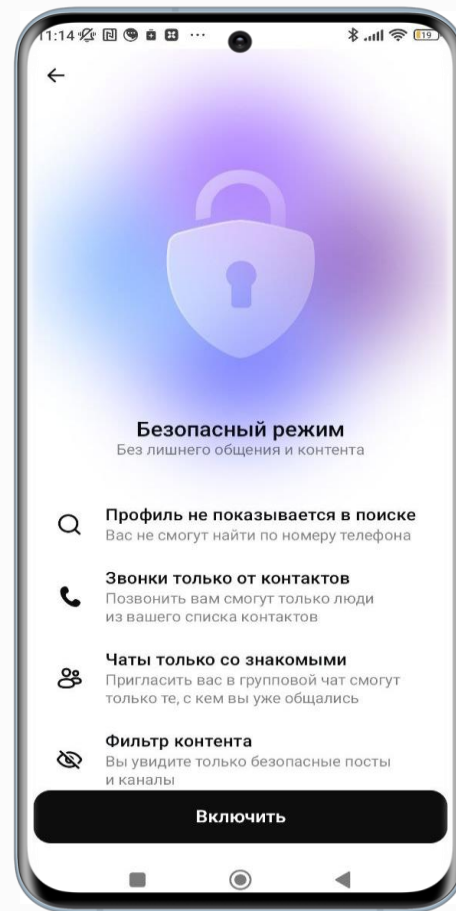 11:14
19
Безопасный режим
Без лишнего общения и контента
Профиль не показывается в поиске
Вас не смогут найти по номеру телефона
Звонки только от контактов
Позвонить вам смогут только люди
из вашего списка контактов
Чаты только со знакомыми
Пригласить вас в групповой чат смогут
только те, с кем вы уже общались
Фильтр контента
Вы увидите только безопасные посты
и каналы
Включить